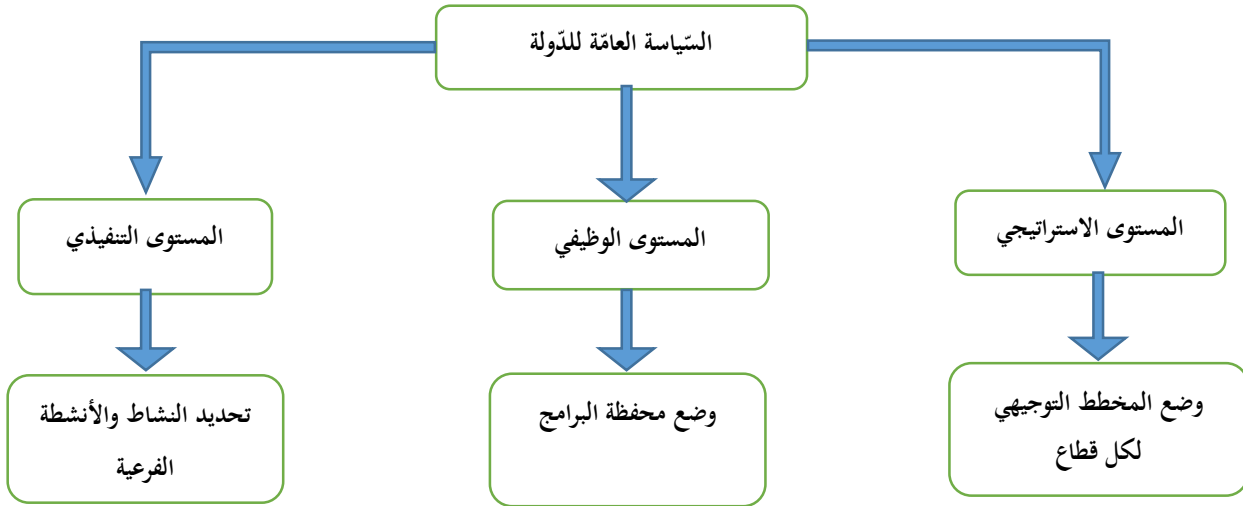 السّياسة العامّة للدّولة
المستوى الاستراتيجي
المستوى الوظيفي
المستوى التنفيذي
وضع المخطط التوجيهي
لكل قطاع
وضع محفظة البرامج
تحديد النشاط والأنشطة
الفرعية